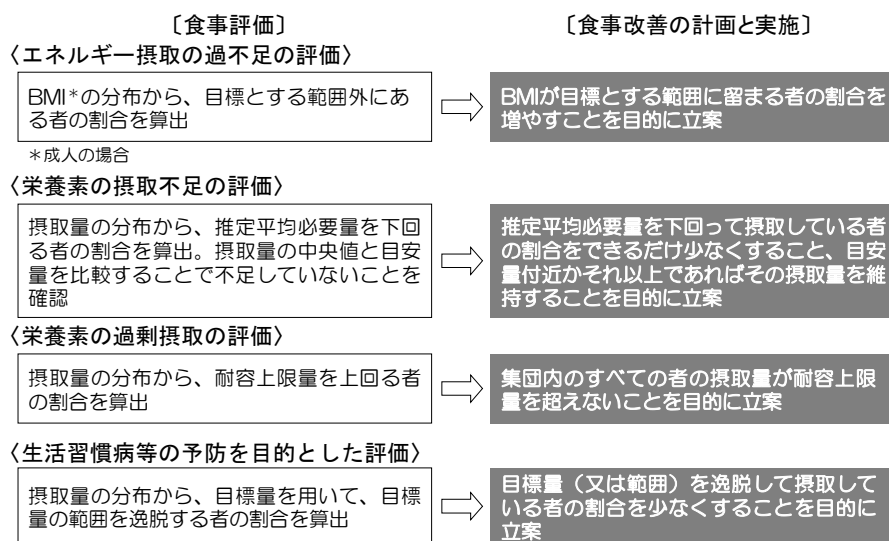 〔食事評価〕
〔食事改善の計画と実施〕
〈エネルギー摂取の過不足の評価〉
BMI*の分布から、目標とする範囲外にあ
る者の割合を算出
BMIが目標とする範囲に留まる者の割合を
増やすことを目的に立案
*成人の場合
〈栄養素の摂取不足の評価〉
摂取量の分布から、推定平均必要量を下回
る者の割合を算出。摂取量の中央値と目安
量を比較することで不足していないことを
確認
推定平均必要量を下回って摂取している者
の割合をできるだけ少なくすること、目安
量付近かそれ以上であればその摂取量を維
持することを目的に立案
〈栄養素の過剰摂取の評価〉
摂取量の分布から、耐容上限量を上回る者
の割合を算出
集団内のすべての者の摂取量が耐容上限
量を超えないことを目的に立案
〈生活習慣病等の予防を目的とした評価〉
摂取量の分布から、目標量を用いて、目標
量の範囲を逸脱する者の割合を算出
目標量（又は範囲）を逸脱して摂取して
いる者の割合を少なくすることを目的に
立案